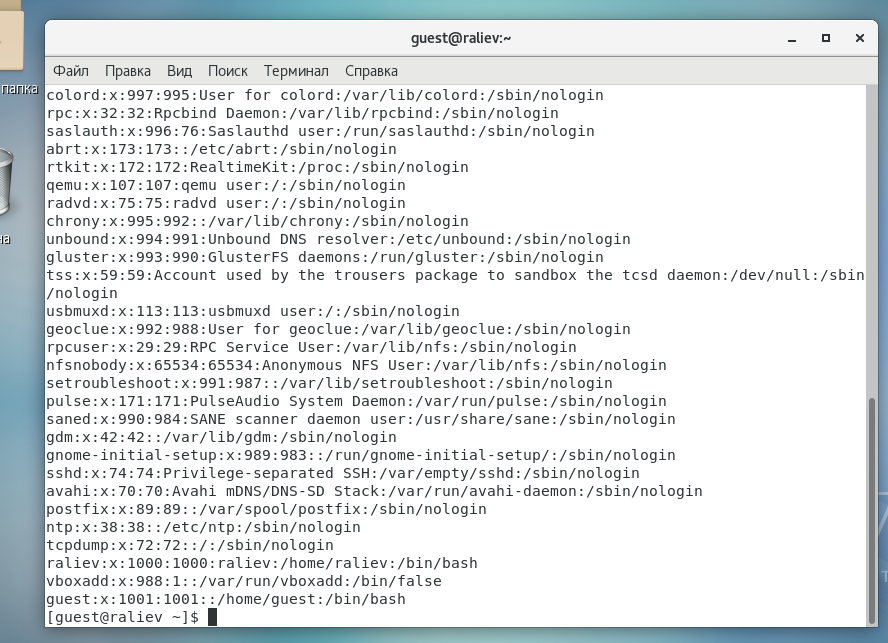 guest@raliev:~
Файл Правка Вид Поиск Терминал Справка
папка
colord:x:997:995:User for colord:/var/lib/colord:/sbin/nologin
rpc:x:32:32:Rpcbind Daemon:/var/lib/rpcbind:/sbin/nologin
saslauth:x:996:76:Saslauthd user:/run/saslauthd:/sbin/nologin
abrt:x:173:173::/etc/abrt:/sbin/nologin
rtkit:x:172:172:RealtimeKit:/proc:/sbin/nologin
qemu:x:107:107:qemu user:/:/sbin/nologin
radvd:x:75:75:radvd user:/:/sbin/nologin
chrony:x:995:992::/var/lib/chrony:/sbin/nologin
unbound:x:994:991:Unbound DNS resolver:/etc/unbound:/sbin/nologin
gluster:x:993:990:GlusterFS daemons:/run/gluster:/sbin/nologin
tss:x:59:59:Account used by the trousers package to sandbox the tcsd daemon:/dev/null:/sbin
/nologin
usbmuxd:x:113:113:usbmuxd user:/:/sbin/nologin
geoclue:x:992:988:User for geoclue:/var/lib/geoclue:/sbin/nologin
rpcuser:x:29:29:RPC Service User:/var/lib/nfs:/sbin/nologin
nfsnobody:x:65534:65534:Anonymous NFS User:/var/lib/nfs:/sbin/nologin
setroubleshoot:x:991:987::/var/lib/setroubleshoot:/sbin/nologin
pulse:x:171:171:PulseAudio System Daemon:/var/run/pulse:/sbin/nologin
saned:x:990:984:SANE scanner daemon user:/usr/share/sane:/sbin/nologin
gdm:x:42:42::/var/lib/gdm:/sbin/nologin
gnome-initial-setup:x:989:983::/run/gnome-initial-setup/:/sbin/nologin
sshd:x:74:74:Privilege-separated SSH:/var/empty/sshd:/sbin/nologin
avahi:x:70:70:Avahi mDNS/DNS-SD Stack:/var/run/avahi-daemon:/sbin/nologin
postfix:x:89:89::/var/spool/postfix:/sbin/nologin
ntp:x:38:38::/etc/ntp:/sbin/nologin
tcpdump:x:72:72::/:/sbin/nologin
raliev:x:1000:1000:raliev:/home/raliev:/bin/bash
vboxadd:x:988:1::/var/run/vboxadd:/bin/false
guest:x:1001:1001::/home/guest:/bin/bash
[guest@raliev ~]$